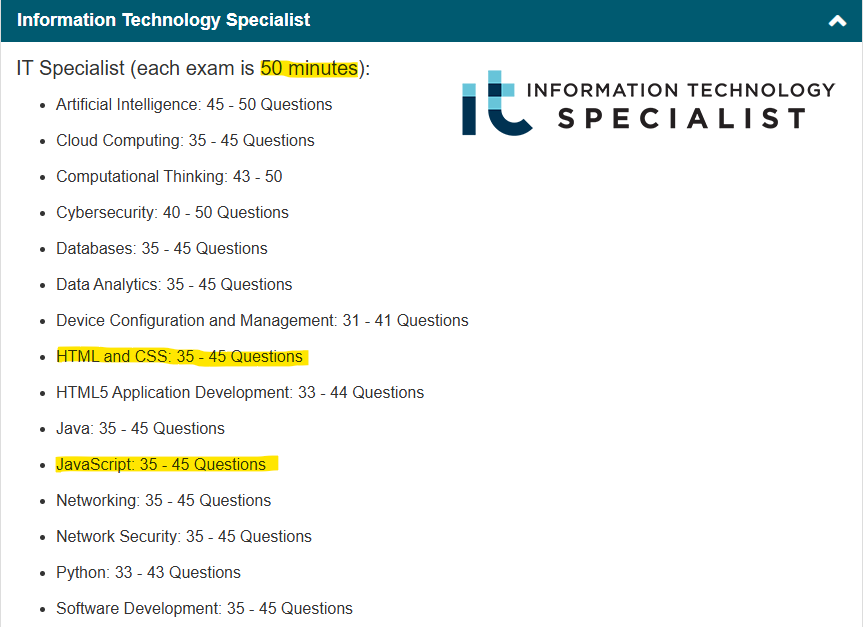 Information Technology Specialist
IT Specialist (each exam is 50 minutes):
it INFORMATION TECHNOLOGY
SPECIALIST
Artificial Intelligence: 45 - 50 Questions
Cloud Computing: 35 - 45 Questions
Computational Thinking: 43 - 50
Cybersecurity: 40 - 50 Questions
Databases: 35 - 45 Questions
Data Analytics: 35 - 45 Questions
Device Configuration and Management: 31 - 41 Questions
HTML and CSS: 35 - 45 Questions
HTML5 Application Development: 33 - 44 Questions
Java: 35 - 45 Questions
JavaScript: 35 - 45 Questions
Networking: 35 - 45 Questions
Network Security: 35 - 45 Questions
Python: 33 - 43 Questions
Software Development: 35 - 45 Questions